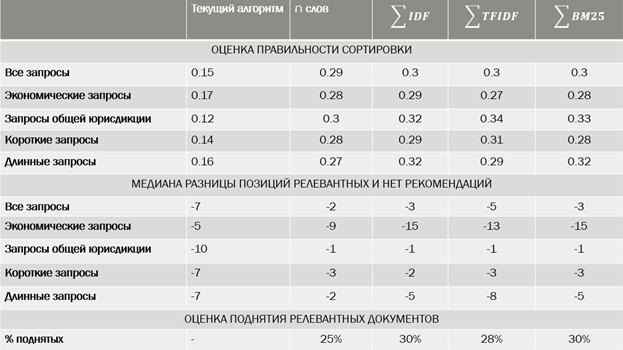 Текущий алгоритм ∩ слов ∑IDF ∑TFIDF ∑BM25
ОЦЕНКА ПРАВИЛЬНОСТИ СОРТИРОВКИ
Все запросы 0.15 0.29 0.3 0.3 0.3
Экономические запросы 0.17 0.28 0.29 0.27 0.28
Запросы общей юрисдикции 0.12 0.3 0.32 0.34 0.33
Короткие запросы 0.14 0.28 0.29 0.31 0.28
Длинные запросы 0.16 0.27 0.32 0.29 0.32
МЕДИАНА РАЗНИЦЫ ПОЗИЦИЙ РЕЛЕВАНТНЫХ И НЕТ РЕКОМЕНДАЦИЙ
Все запросы -7 -2 -3 -5 -3
Экономические запросы -5 -9 -15 -13 -15
Запросы общей юрисдикции -10 -1 -1 -1 -1
Короткие запросы -7 -3 -2 -3 -3
Длинные запросы -7 -2 -5 -8 -5
ОЦЕНКА ПОДНЯТИЯ РЕЛЕВАНТНЫХ ДОКУМЕНТОВ
% поднятых - 25% 30% 28% 30%